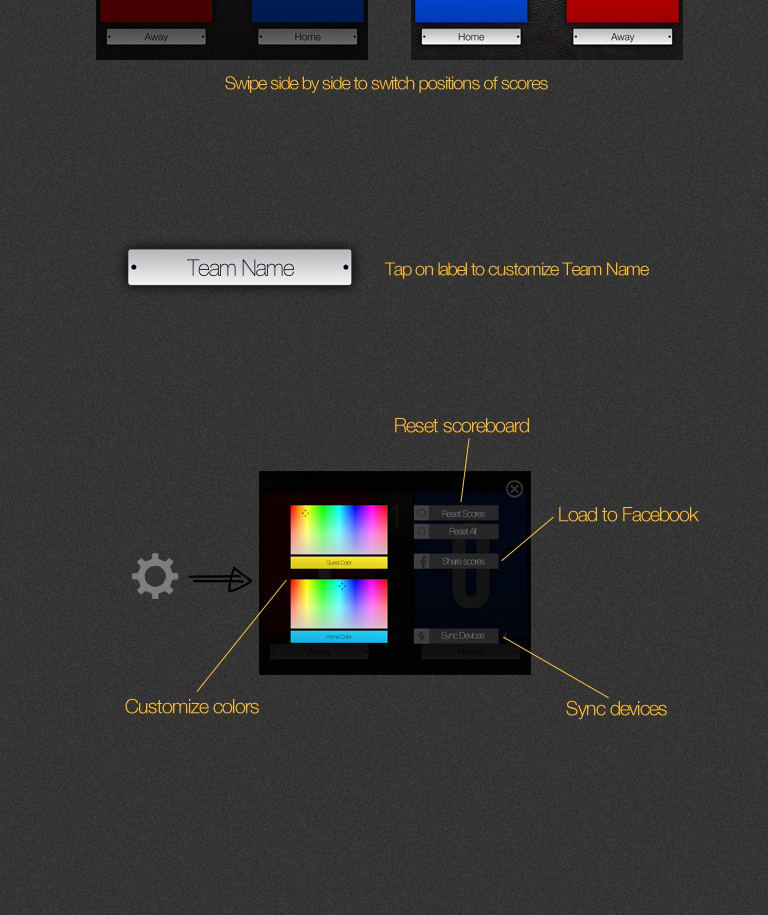 Away
Home
Home
Away
Swipe side by side to switch positions of scores
Team Name
Tap on label to customize Team Name
Reset scoreboard
Load to Facebook
Reset Scores
Reset All
Guest Color
Share scores
Home Color
Sync Devices
Away
Home
Customize colors
Sync devices